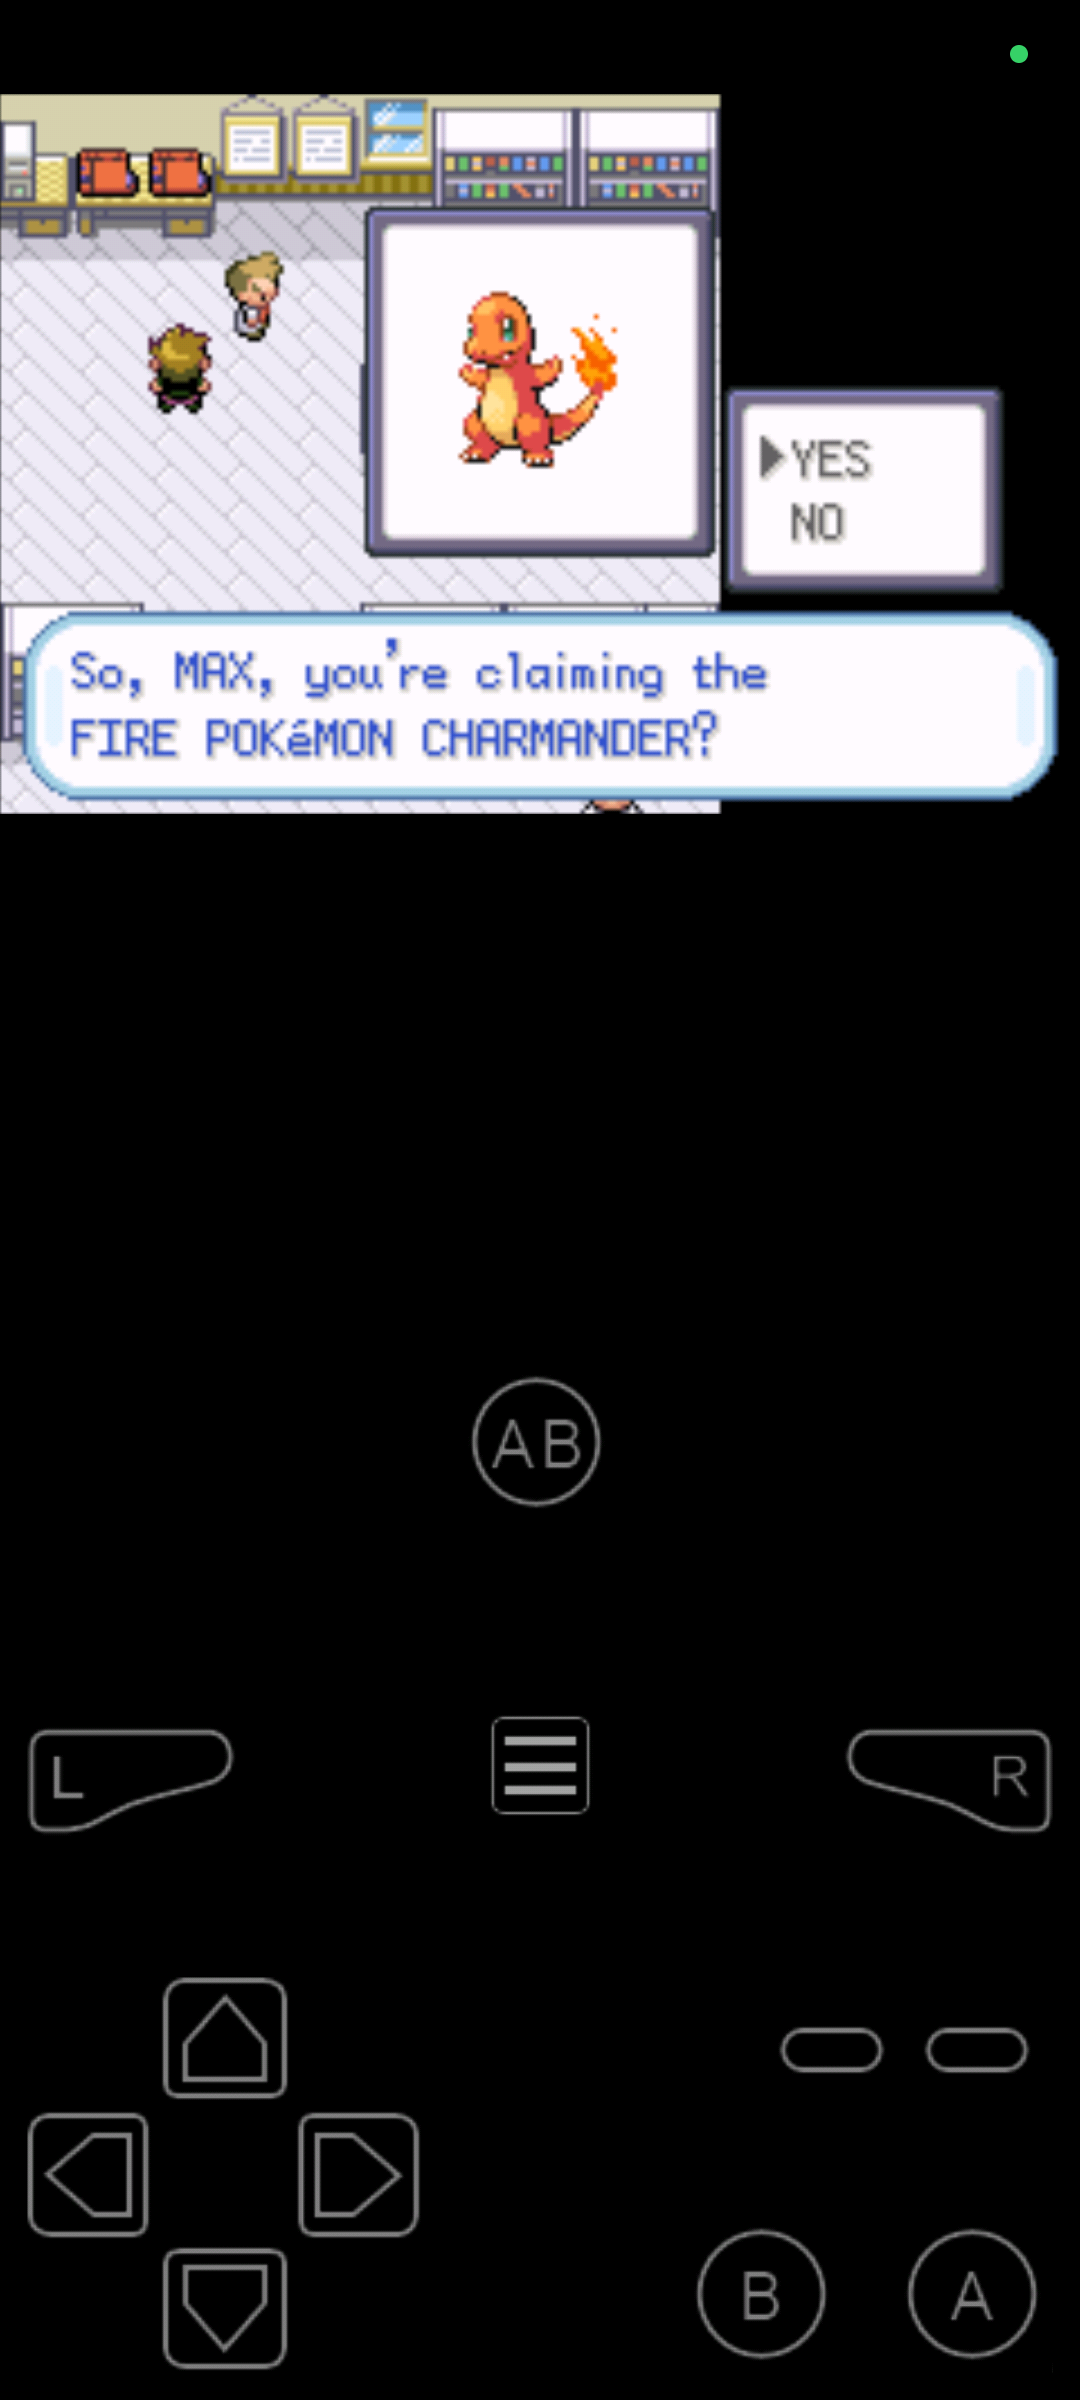 YES
NO
So, MAX, you're claiming the
FIRE POKéMON CHARMANDER?
AB
L
R
B
A